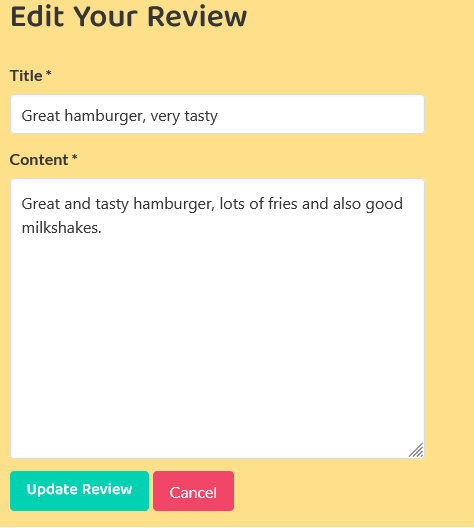 Edit Your Review
Title *
Great hamburger, very tasty
Content *
Great and tasty hamburger, lots of fries and also good
milkshakes.
Update Review Cancel